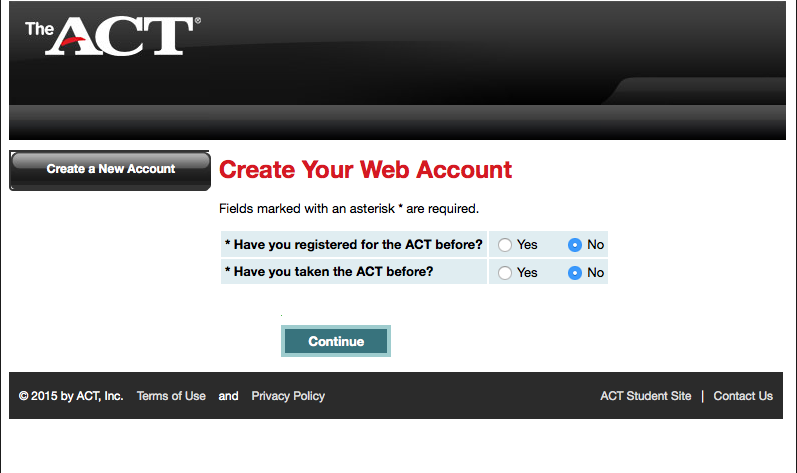 The ACT®
Create a New Account
Create Your Web Account
Fields marked with an asterisk * are required.
* Have you registered for the ACT before? Yes No
* Have you taken the ACT before? Yes No
Continue
© 2015 by ACT, Inc. Terms of Use and Privacy Policy ACT Student Site | Contact Us